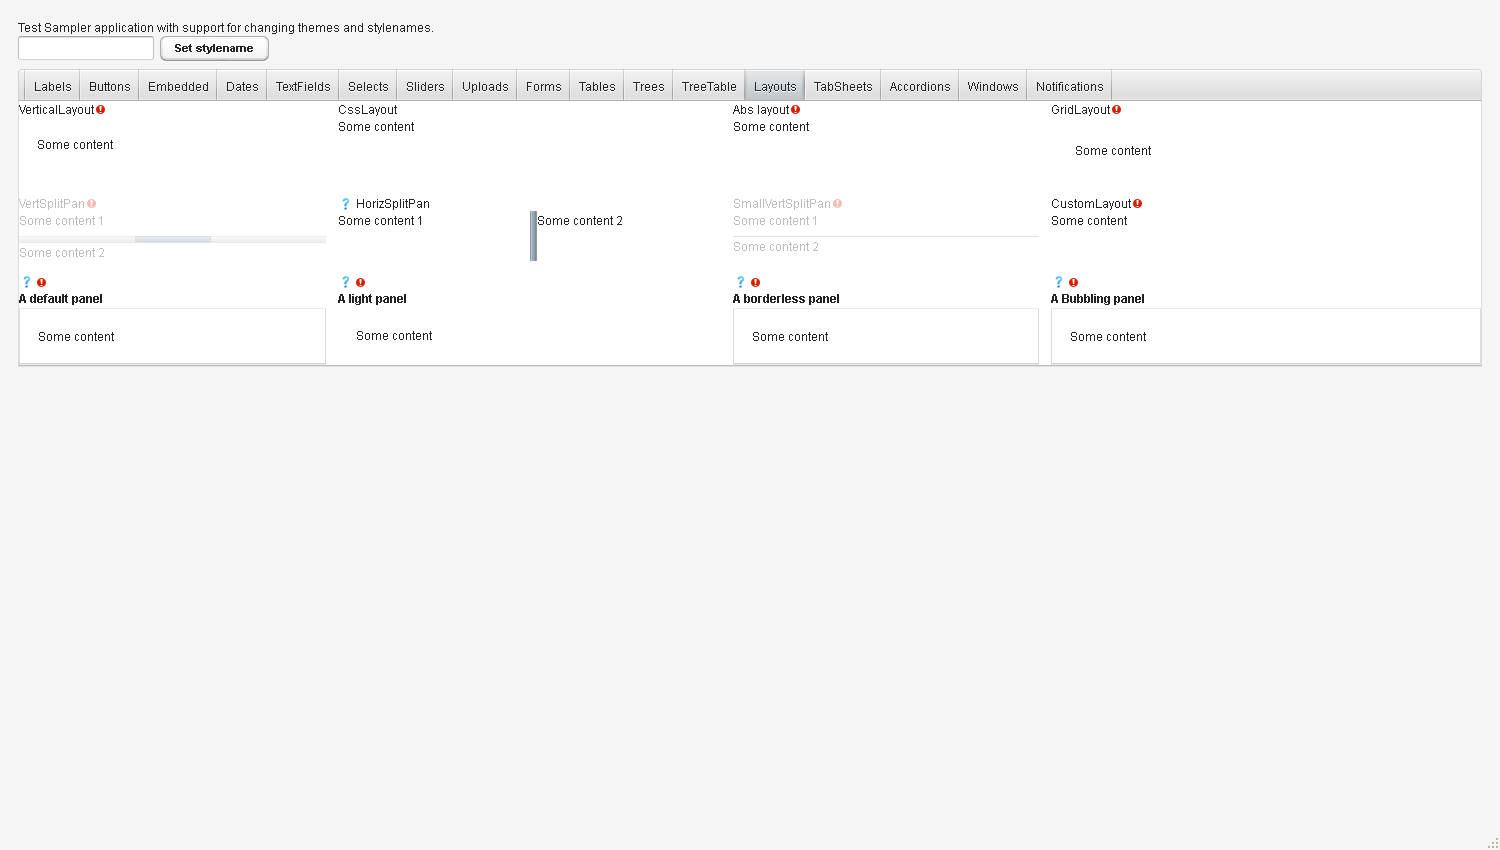 Test Sampler application with support for changing themes and stylenames.
Set stylename
Labels Buttons Embedded Dates TextFields Selects Sliders Uploads Forms Tables Trees TreeTable Layouts TabSheets Accordions Windows Notifications
VerticalLayout CssLayout Abs layout GridLayout
Some content Some content
Some content Some content
VertSplitPan ? HorizSplitPan SmallVertSplitPan CustomLayout
Some content 1 Some content 1 Some content 2 Some content 1 Some content
Some content 2 Some content 2
? ? ? ?
A default panel A light panel A borderless panel A Bubbling panel
Some content Some content Some content Some content